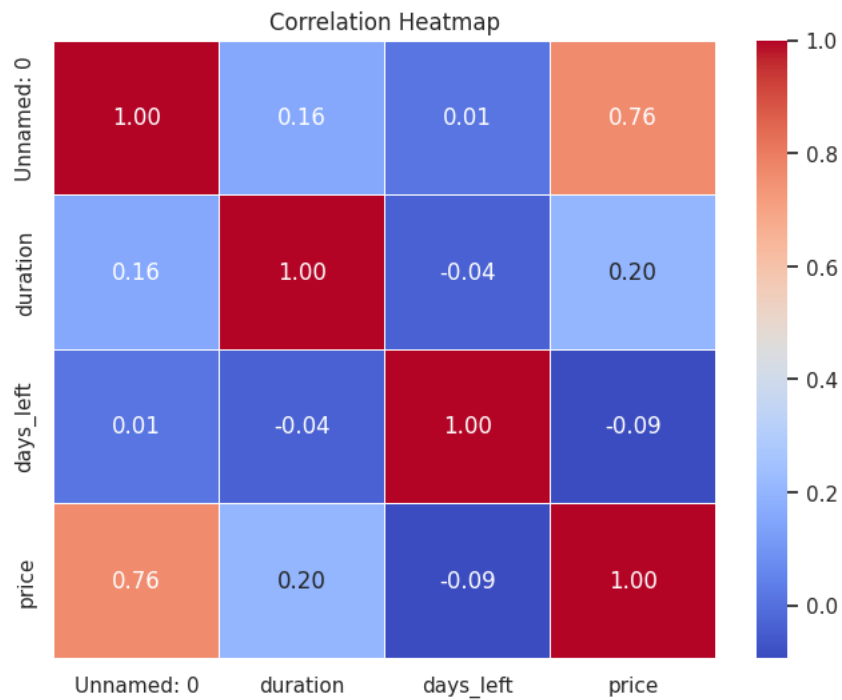 Correlation Heatmap
Unnamed: 0
1.00 0.16 0.01 0.76
duration
0.16 1.00 -0.04 0.20
days_left
0.01 -0.04 1.00 -0.09
price
0.76 0.20 -0.09 1.00
Unnamed: 0 duration days_left price
1.0
0.8
0.6
0.4
0.2
0.0